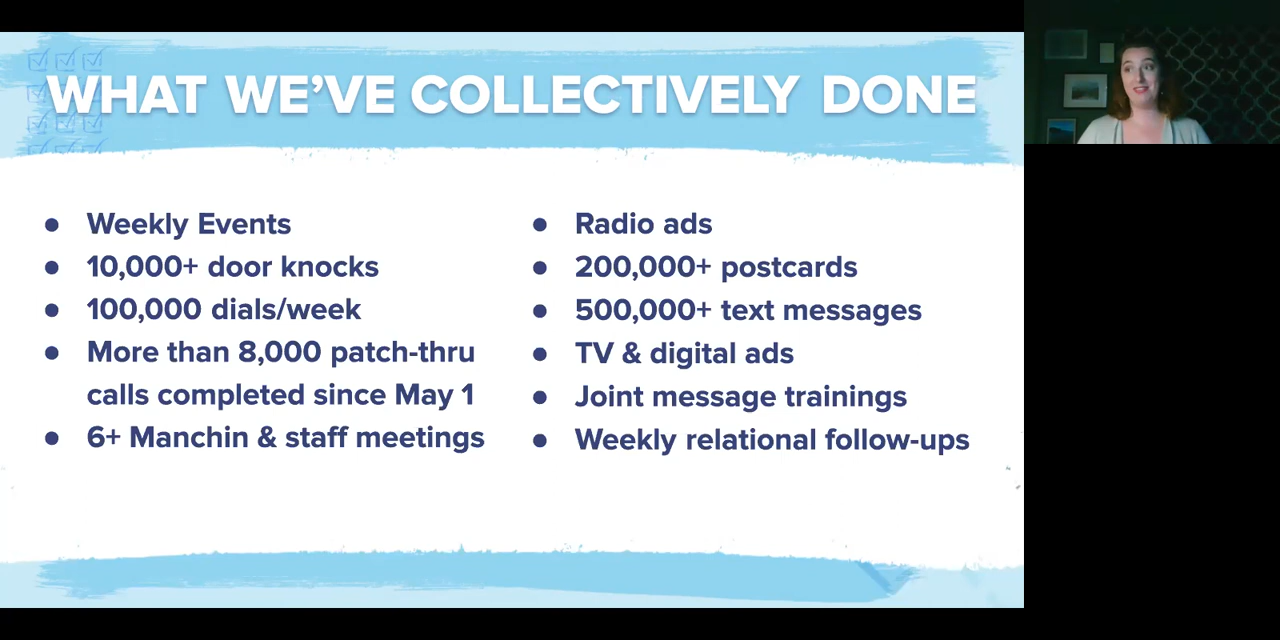 WHAT WE'VE COLLECTIVELY DONE
● Weekly Events
● 10,000+ door knocks
● 100,000 dials/week
● More than 8,000 patch-thru
calls completed since May 1
● 6+ Manchin & staff meetings
● Radio ads
● 200,000+ postcards
● 500,000+ text messages
● TV & digital ads
● Joint message trainings
● Weekly relational follow-ups